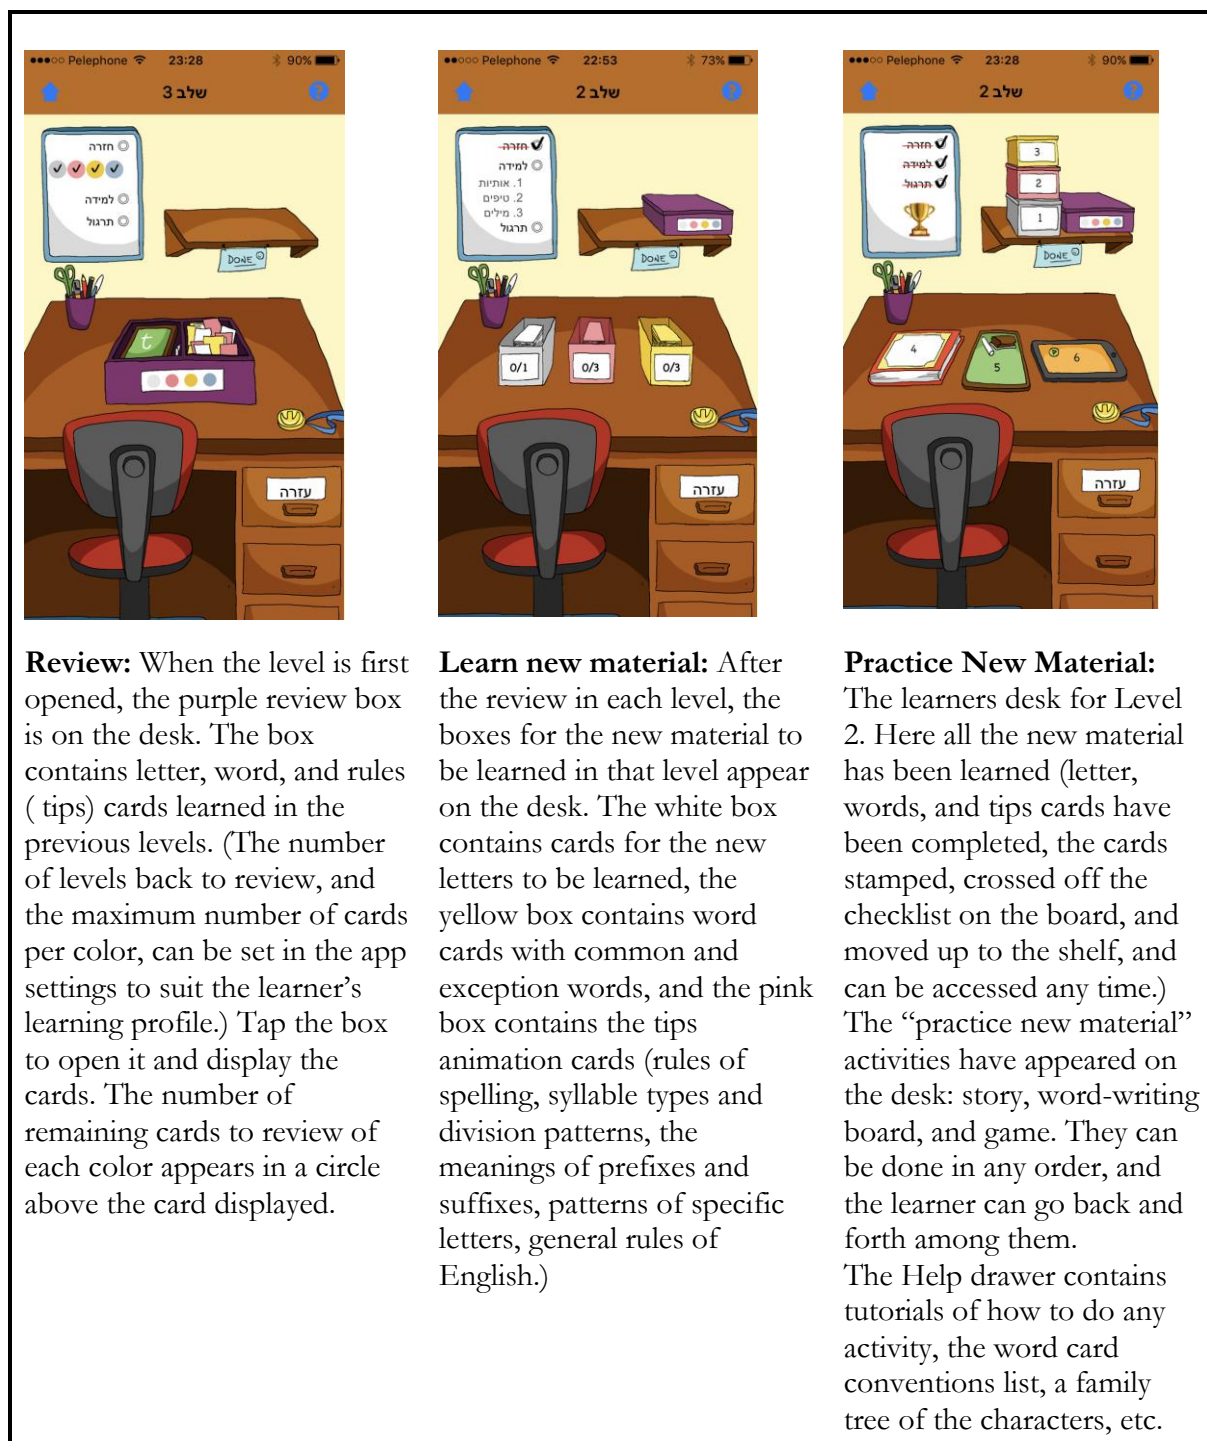 ●●●○○ Pelephone 23:28 90%
שלב 3
?
חזרה
למידה
תרגול
DONE
t
עזרה
Review: When the level is first
opened, the purple review box
is on the desk. The box
contains letter, word, and rules
( tips) cards learned in the
previous levels. (The number
of levels back to review, and
the maximum number of cards
per color, can be set in the app
settings to suit the learner’s
learning profile.) Tap the box
to open it and display the
cards. The number of
remaining cards to review of
each color appears in a circle
above the card displayed.
●●○○○ Pelephone 22:53 73%
שלב 2
?
חזרה
למידה
1. אותיות
2. טיפים
3. מילים
תרגול
DONE
0/1 0/3 0/3
עזרה
Learn new material: After
the review in each level, the
boxes for the new material to
be learned in that level appear
on the desk. The white box
contains cards for the new
letters to be learned, the
yellow box contains word
cards with common and
exception words, and the pink
box contains the tips
animation cards (rules of
spelling, syllable types and
division patterns, the
meanings of prefixes and
suffixes, patterns of specific
letters, general rules of
English.)
●●●○○ Pelephone 23:28 90%
שלב 2
?
חזרה
למידה
תרגול
3
2
1
DONE
4 5 6
עזרה
Practice New Material:
The learners desk for Level
2. Here all the new material
has been learned (letter,
words, and tips cards have
been completed, the cards
stamped, crossed off the
checklist on the board, and
moved up to the shelf, and
can be accessed any time.)
The “practice new material”
activities have appeared on
the desk: story, word-writing
board, and game. They can
be done in any order, and
the learner can go back and
forth among them.
The Help drawer contains
tutorials of how to do any
activity, the word card
conventions list, a family
tree of the characters, etc.